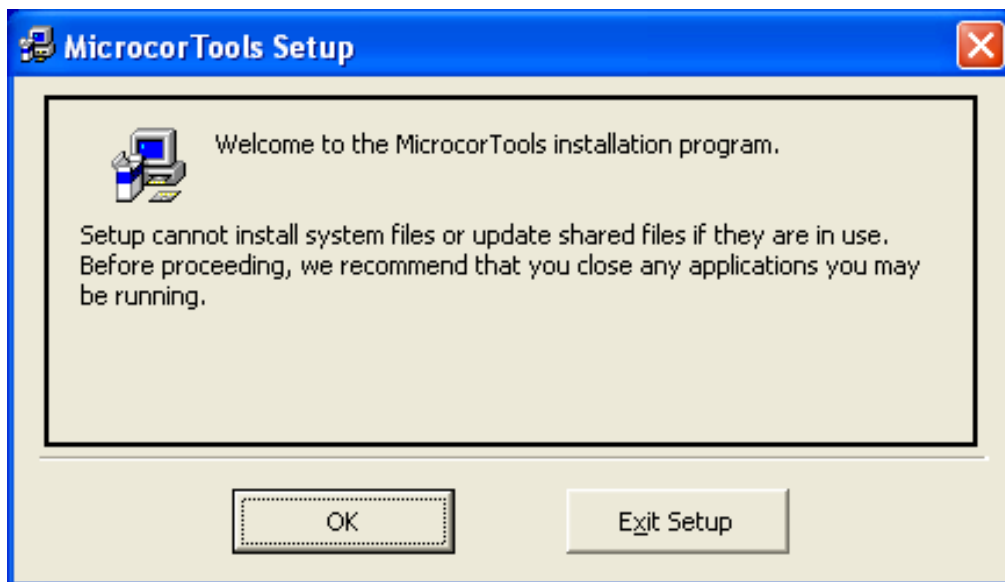 MicrocorTools Setup
Welcome to the MicrocorTools installation program.
Setup cannot install system files or update shared files if they are in use.
Before proceeding, we recommend that you close any applications you may
be running.
OK
Exit Setup